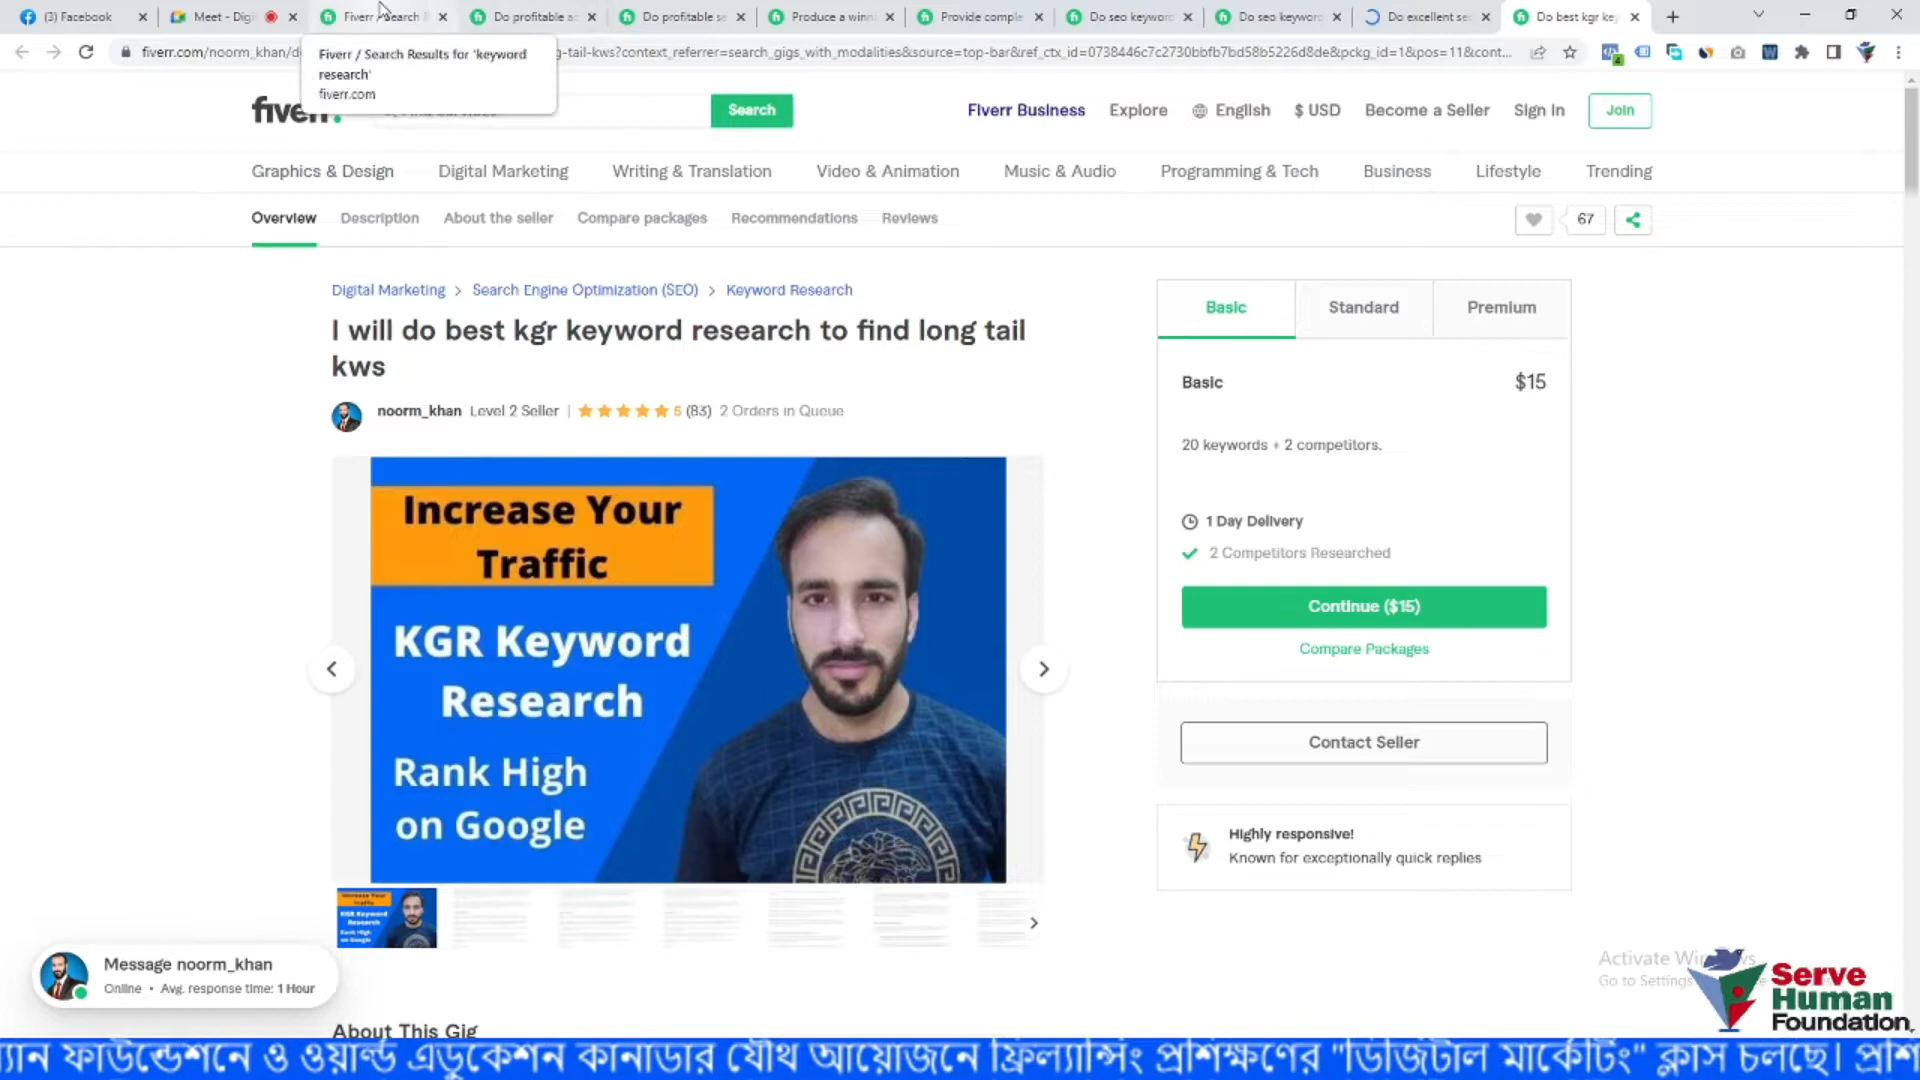 (3) Facebook
Meet - Digi
Fiverr / Search R
Do profitable a
Do profitable se
Produce a winni
Provide comple
Do seo keyword
Do seo keyword
Do excellent se
Do best kgr key
fiverr.com/noorm_khan/d
g-tail-kws?context_referrer=search_gigs_with_modalities&source=top-bar&ref_ctx_id=0738446c7c2730bbfb7bd58b5226d8de&pckg_id=1&pos=11&cont...
Fiverr / Search Results for 'keyword
research'
fiverr.com
fiverr.
Search
Fiverr Business
Explore
English
$ USD
Become a Seller
Sign In
Join
Graphics & Design
Digital Marketing
Writing & Translation
Video & Animation
Music & Audio
Programming & Tech
Business
Lifestyle
Trending
Overview
Description
About the seller
Compare packages
Recommendations
Reviews
67
Digital Marketing > Search Engine Optimization (SEO) > Keyword Research
I will do best kgr keyword research to find long tail
kws
noorm_khan Level 2 Seller | 5 (83) 2 Orders in Queue
Increase Your
Traffic
KGR Keyword
Research
Rank High
on Google
Basic
Standard
Premium
Basic
$15
20 keywords + 2 competitors.
1 Day Delivery
2 Competitors Researched
Continue ($15)
Compare Packages
Contact Seller
Highly responsive!
Known for exceptionally quick replies
Message noorm_khan
Online • Avg. response time: 1 Hour
About This Gig
Activate Windows
Go to Settings
Serve
Human
Foundation
্যান ফাউন্ডেশনে ও ওয়ার্ল্ড এডুকেশন কানাডার যৌথ আয়োজনে ফ্রিল্যান্সিং প্রশিক্ষণের "ডিজিটাল মার্কেটিং" ক্লাস চলছে। প্রশি